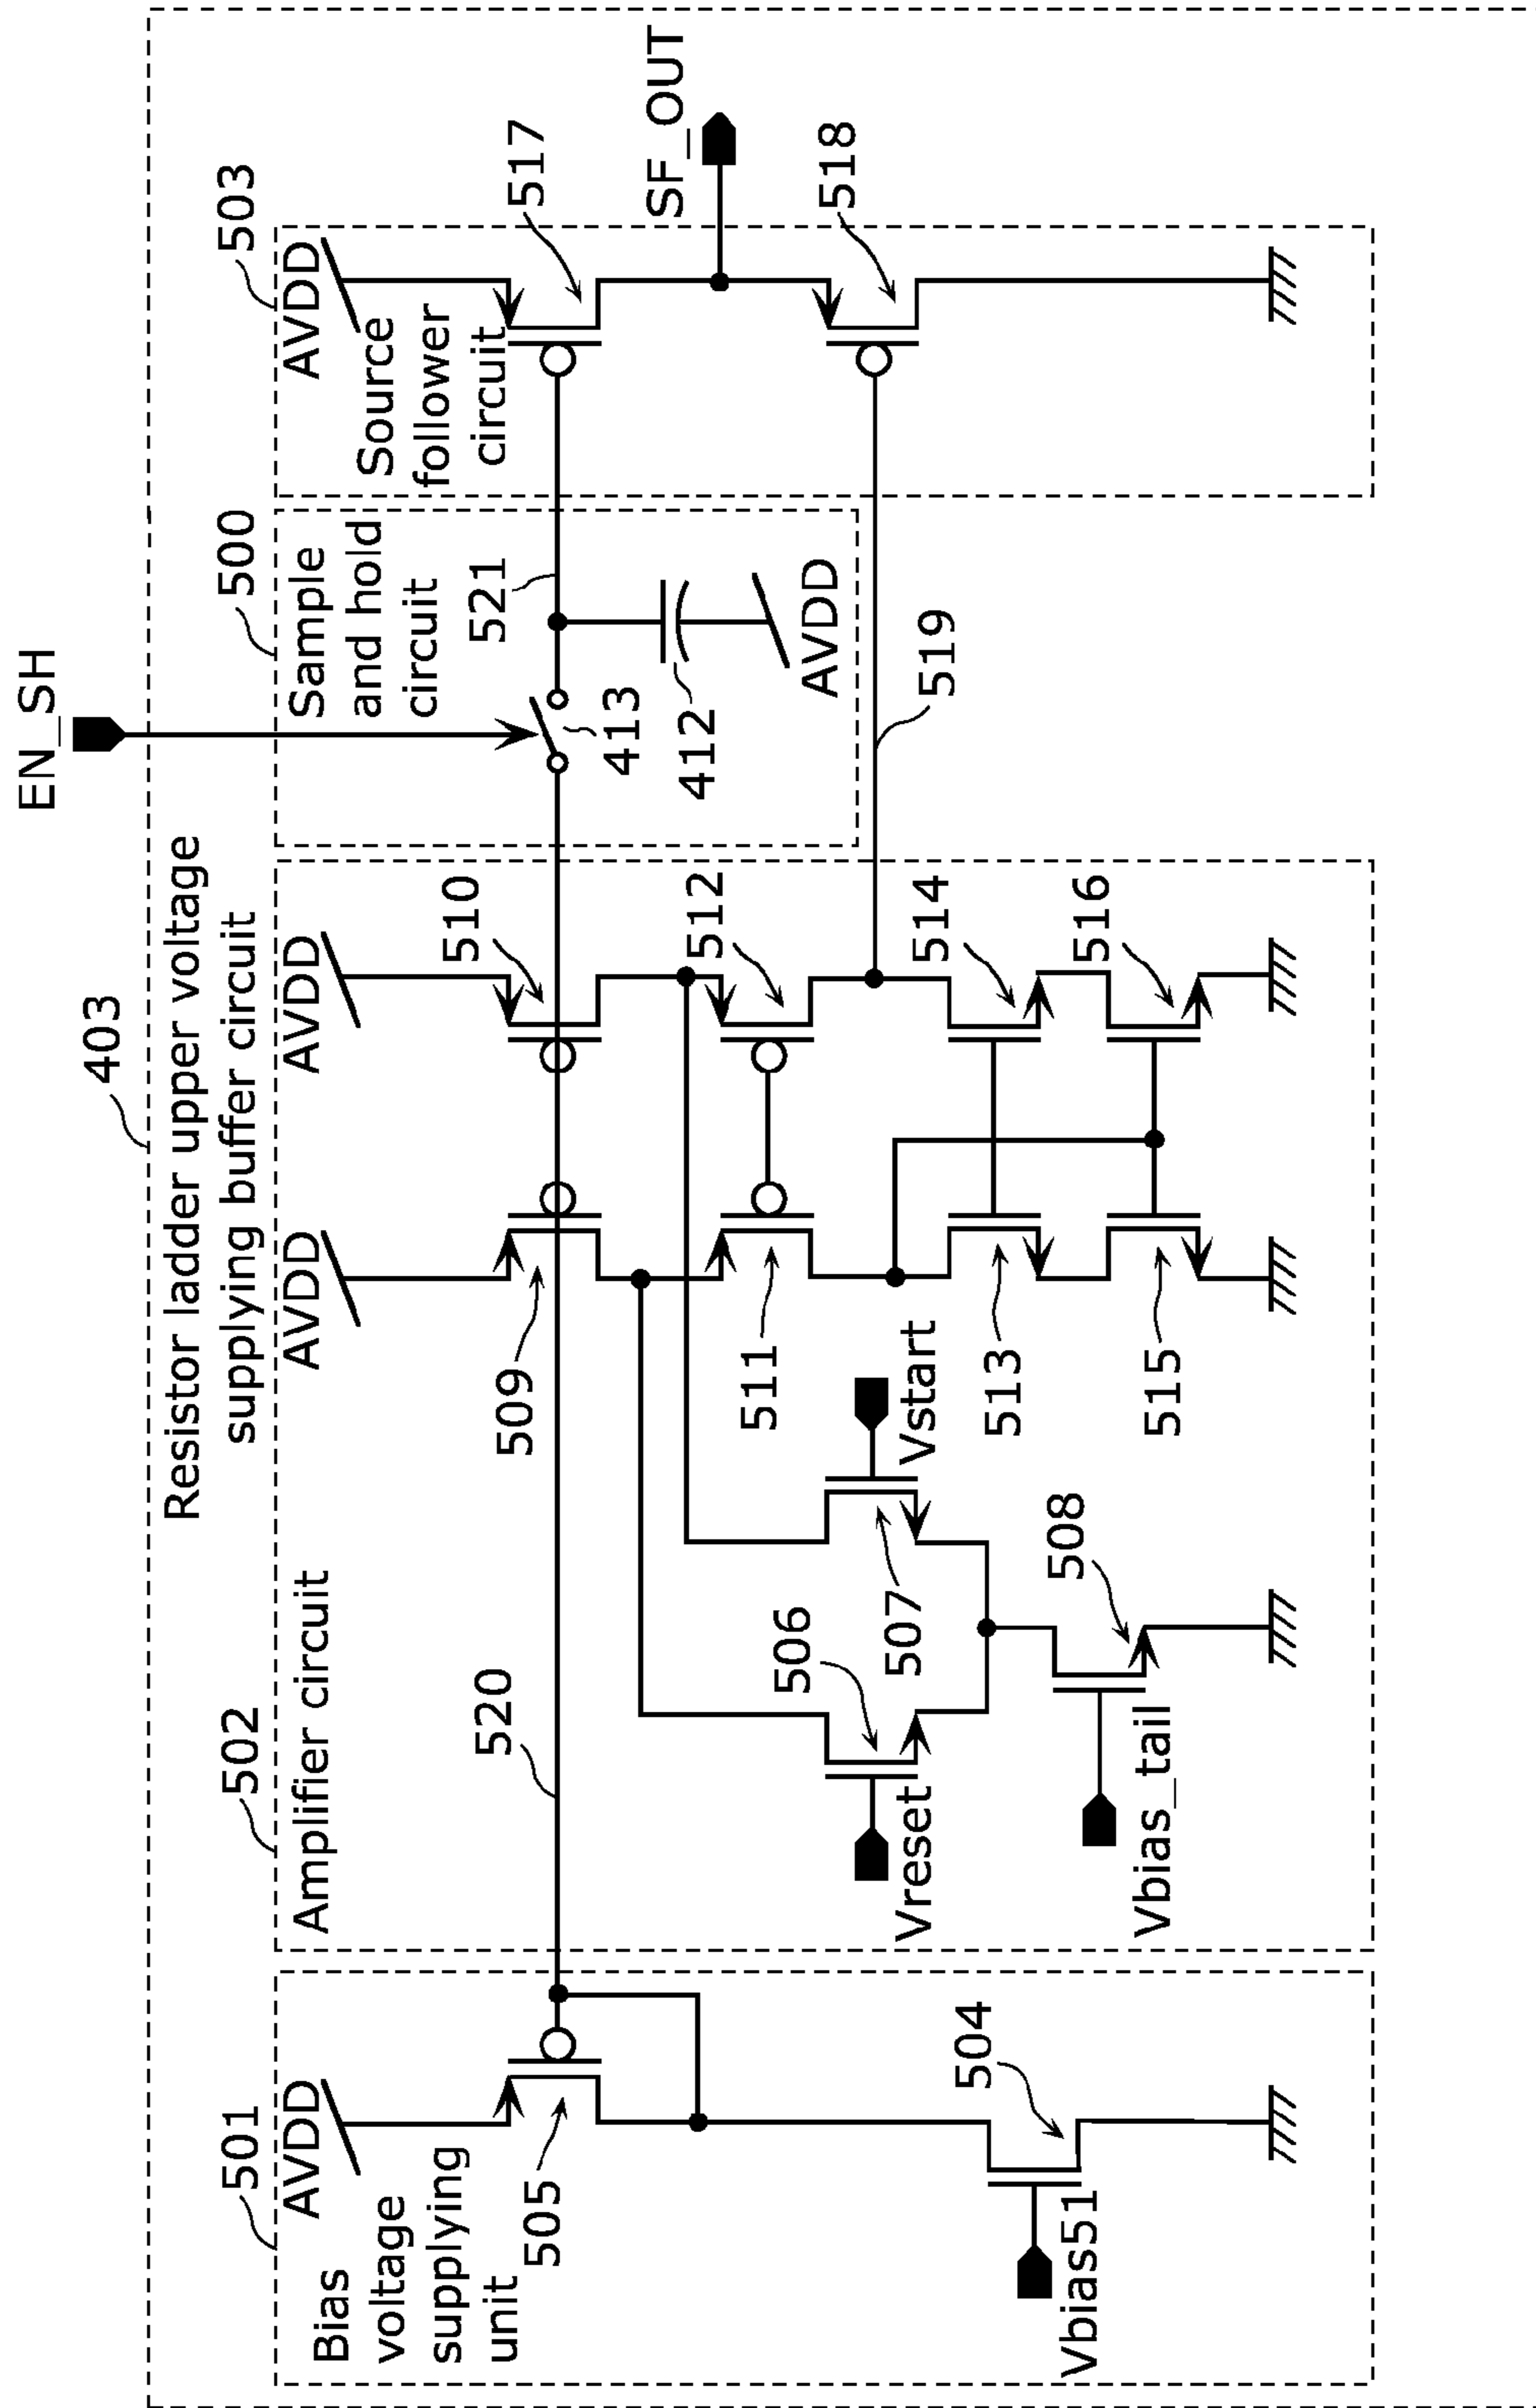 403
Resistor ladder upper voltage
supplying buffer circuit
EN_SH
501
AVDD
Bias
voltage
supplying
unit
505
504
Vbias51
502
Amplifier circuit
520
AVDD
AVDD
509
510
511
512
513
514
515
516
506
507
508
Vreset
Vstart
Vbias_tail
500
Sample
and hold
circuit
521
413
412
AVDD
519
503
AVDD
Source
follower
circuit
517
518
SF_OUT